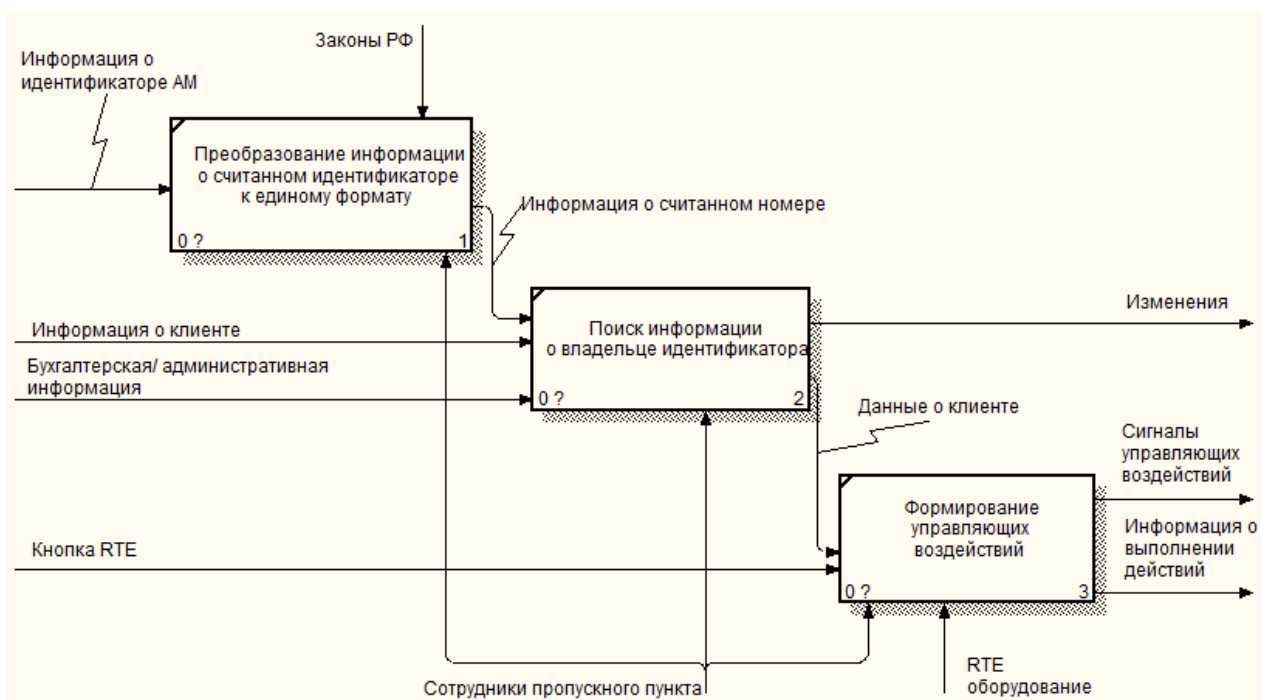 Законы РФ
Информация о
идентификаторе АМ
Преобразование информации
о считанном идентификаторе
к единому формату
0 ?
1
Информация о считанном номере
Информация о клиенте
Бухгалтерская/ административная
информация
Поиск информации
о владельце идентификатора
0 ?
2
Изменения
Данные о клиенте
Сигналы
управляющих
воздействий
Кнопка RTE
Формирование
управляющих
воздействий
0 ?
3
Информация о
выполнении
действий
Сотрудники пропускного пункта
RTE
оборудование